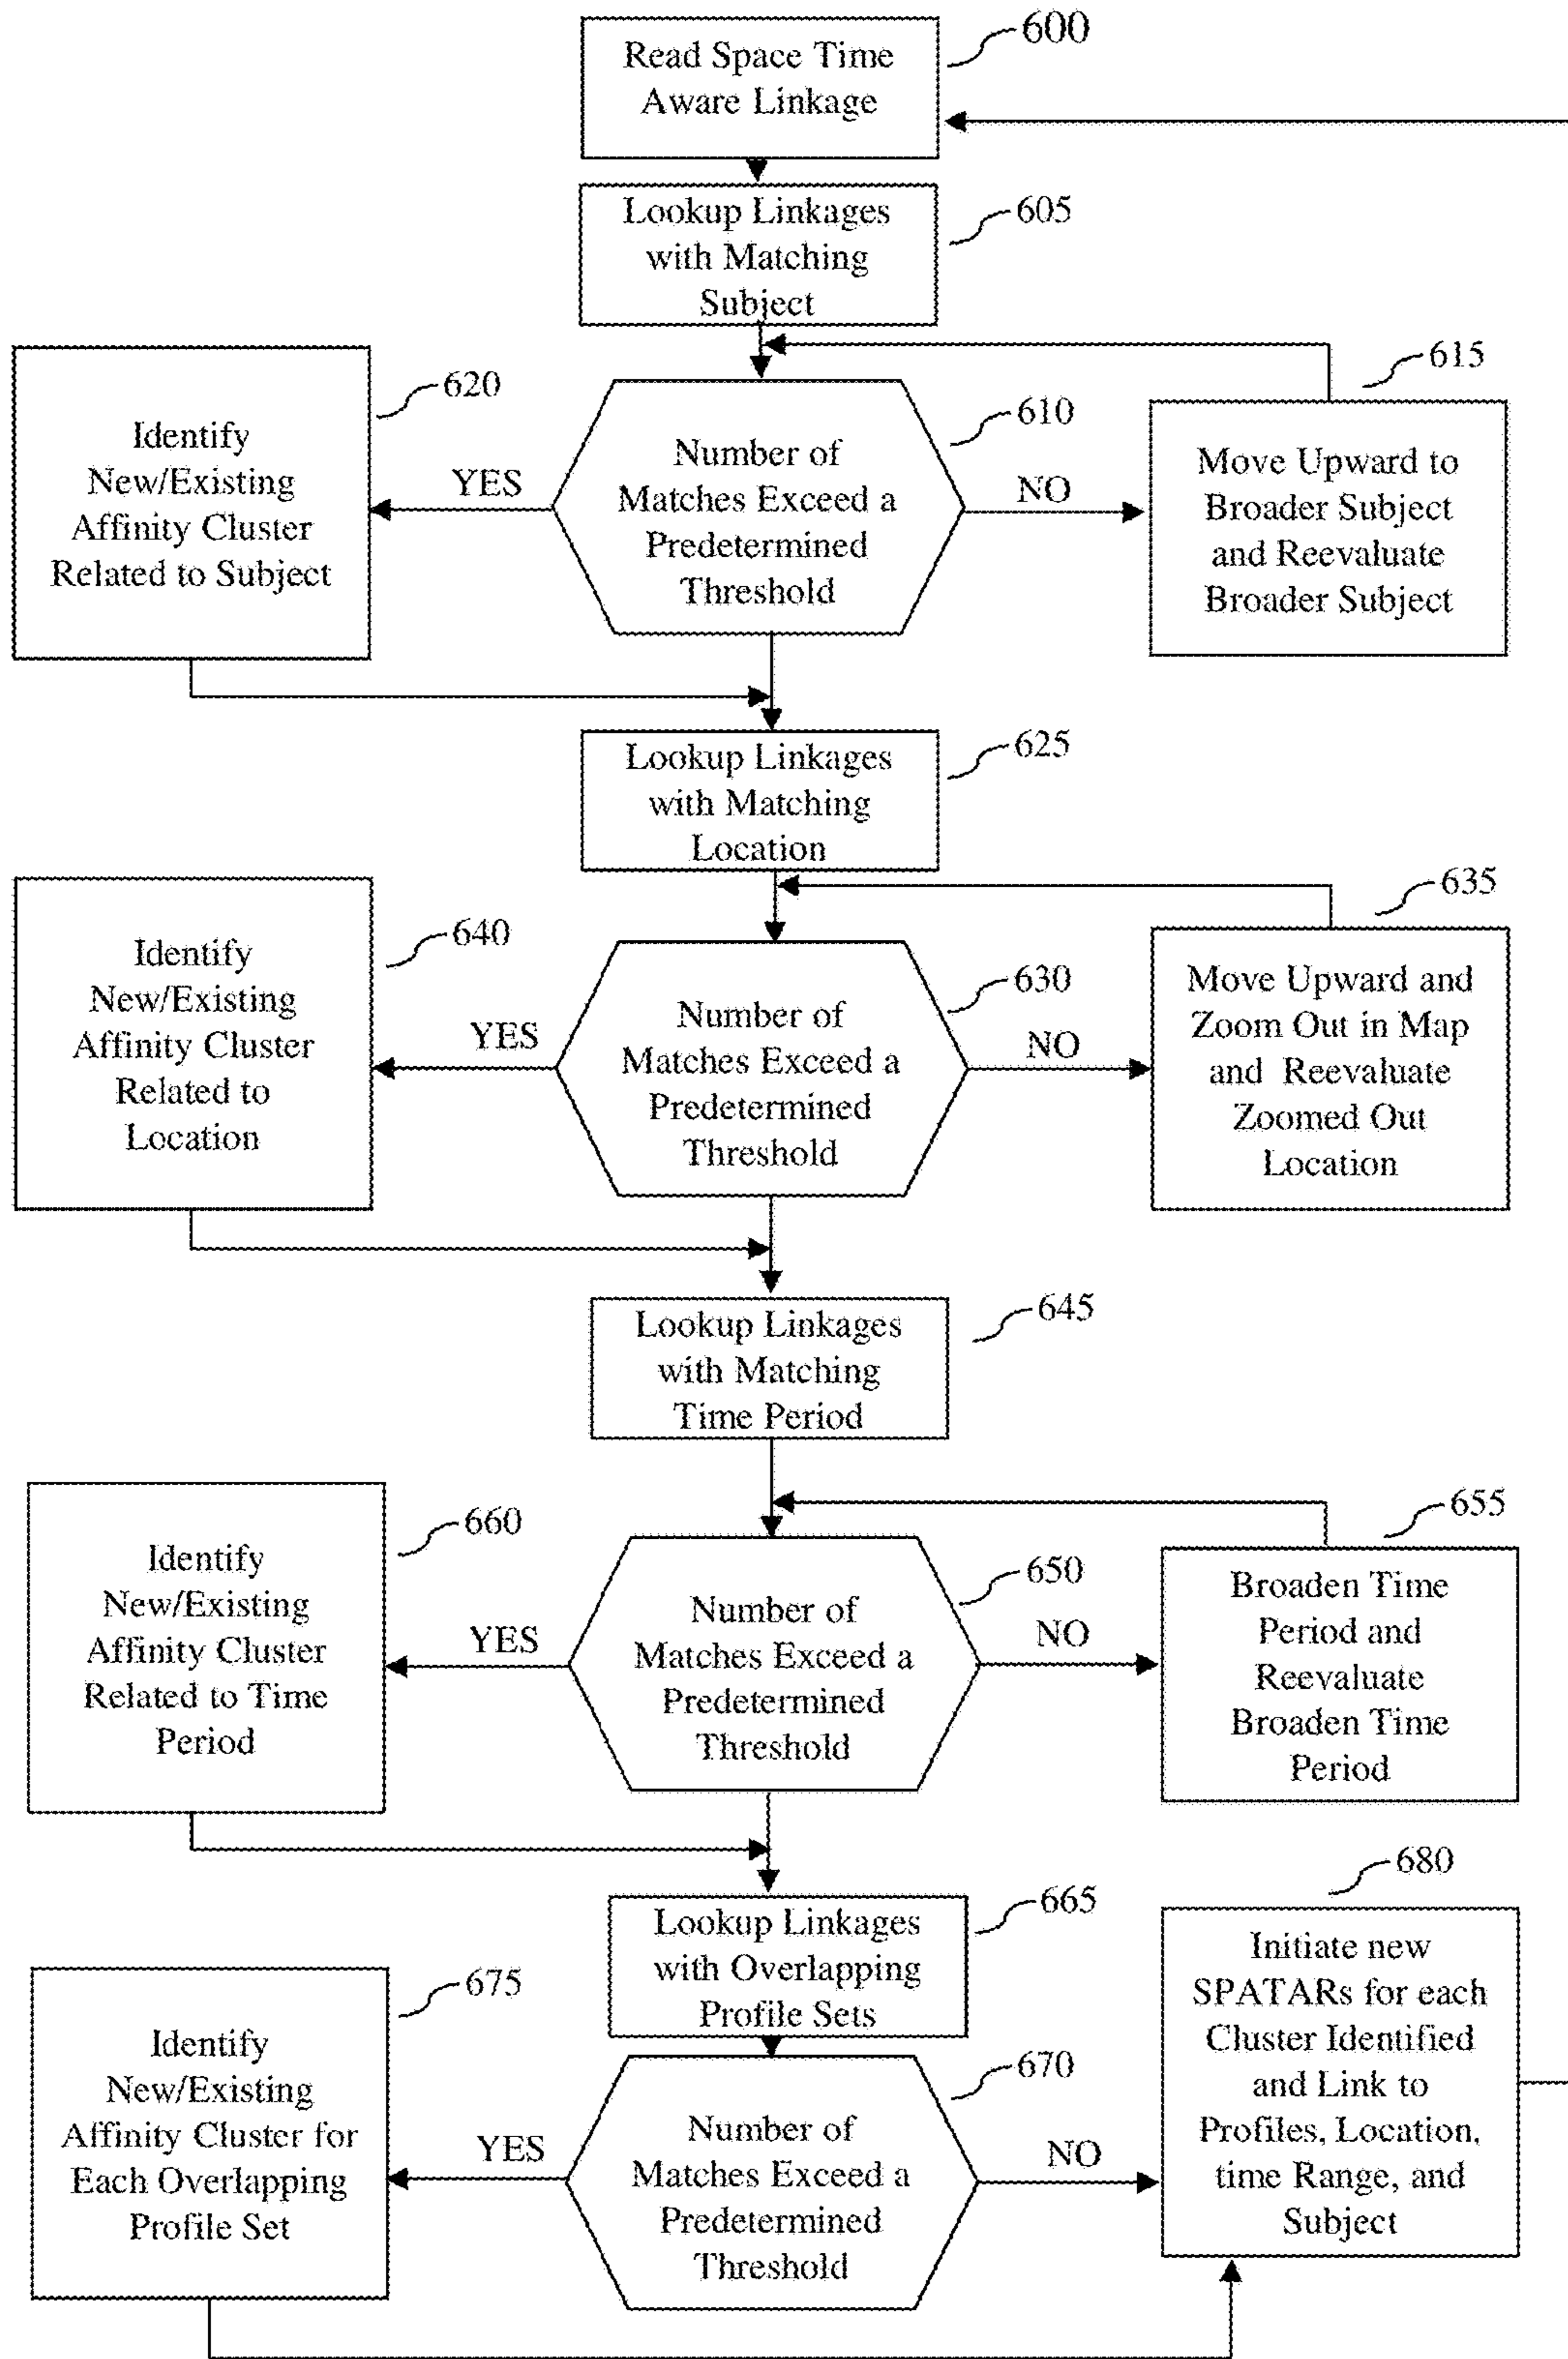 Read Space Time
Aware Linkage
600
Lookup Linkages
with Matching
Subject
605
Identify
New/Existing
Affinity Cluster
Related to Subject
620
YES
Number of
Matches Exceed a
Predetermined
Threshold
610
NO
Move Upward to
Broader Subject
and Reevaluate
Broader Subject
615
Lookup Linkages
with Matching
Location
625
Identify
New/Existing
Affinity Cluster
Related to
Location
640
YES
Number of
Matches Exceed a
Predetermined
Threshold
630
NO
Move Upward and
Zoom Out in Map
and Reevaluate
Zoomed Out
Location
635
Lookup Linkages
with Matching
Time Period
645
Identify
New/Existing
Affinity Cluster
Related to Time
Period
660
YES
Number of
Matches Exceed a
Predetermined
Threshold
650
NO
Broaden Time
Period and
Reevaluate
Broaden Time
Period
655
Lookup Linkages
with Overlapping
Profile Sets
665
Identify
New/Existing
Affinity Cluster for
Each Overlapping
Profile Set
675
YES
Number of
Matches Exceed a
Predetermined
Threshold
670
NO
Initiate new
SPATARs for each
Cluster Identified
and Link to
Profiles, Location,
time Range, and
Subject
680